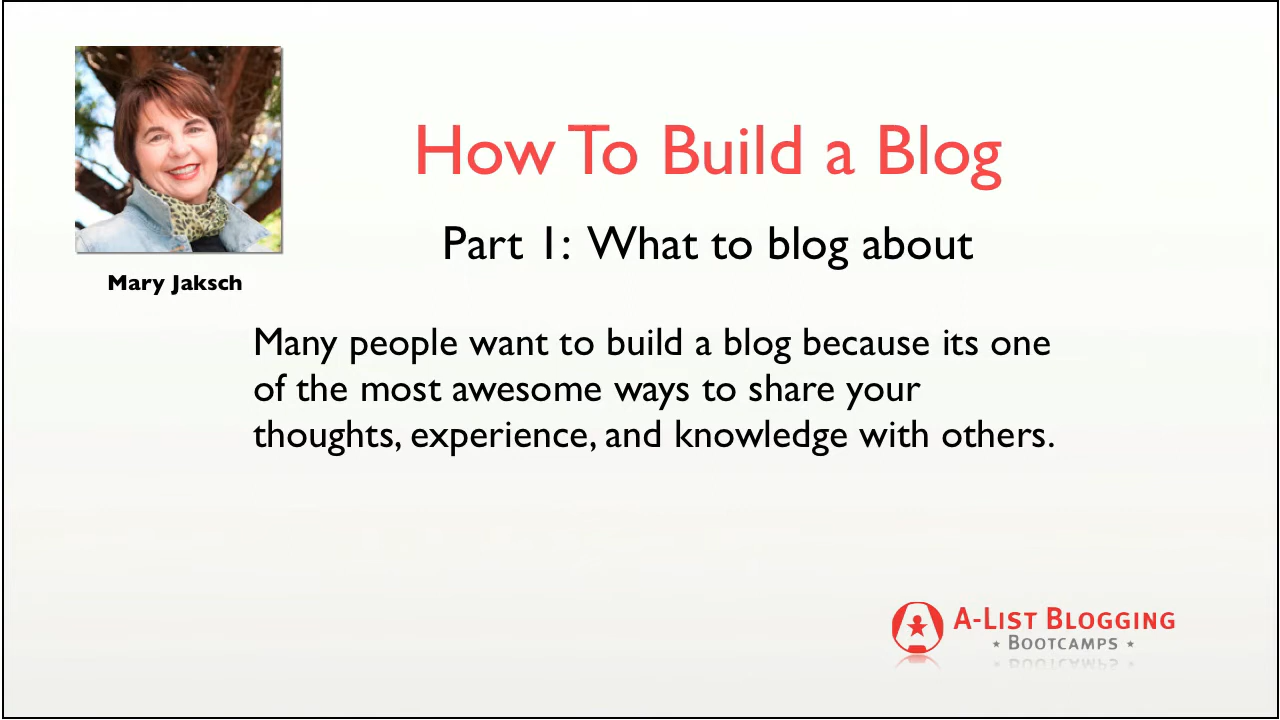 How To Build a Blog
Part 1: What to blog about
Mary Jaksch
Many people want to build a blog because its one
of the most awesome ways to share your
thoughts, experience, and knowledge with others.
A-List Blogging
★ Bootcamps ★